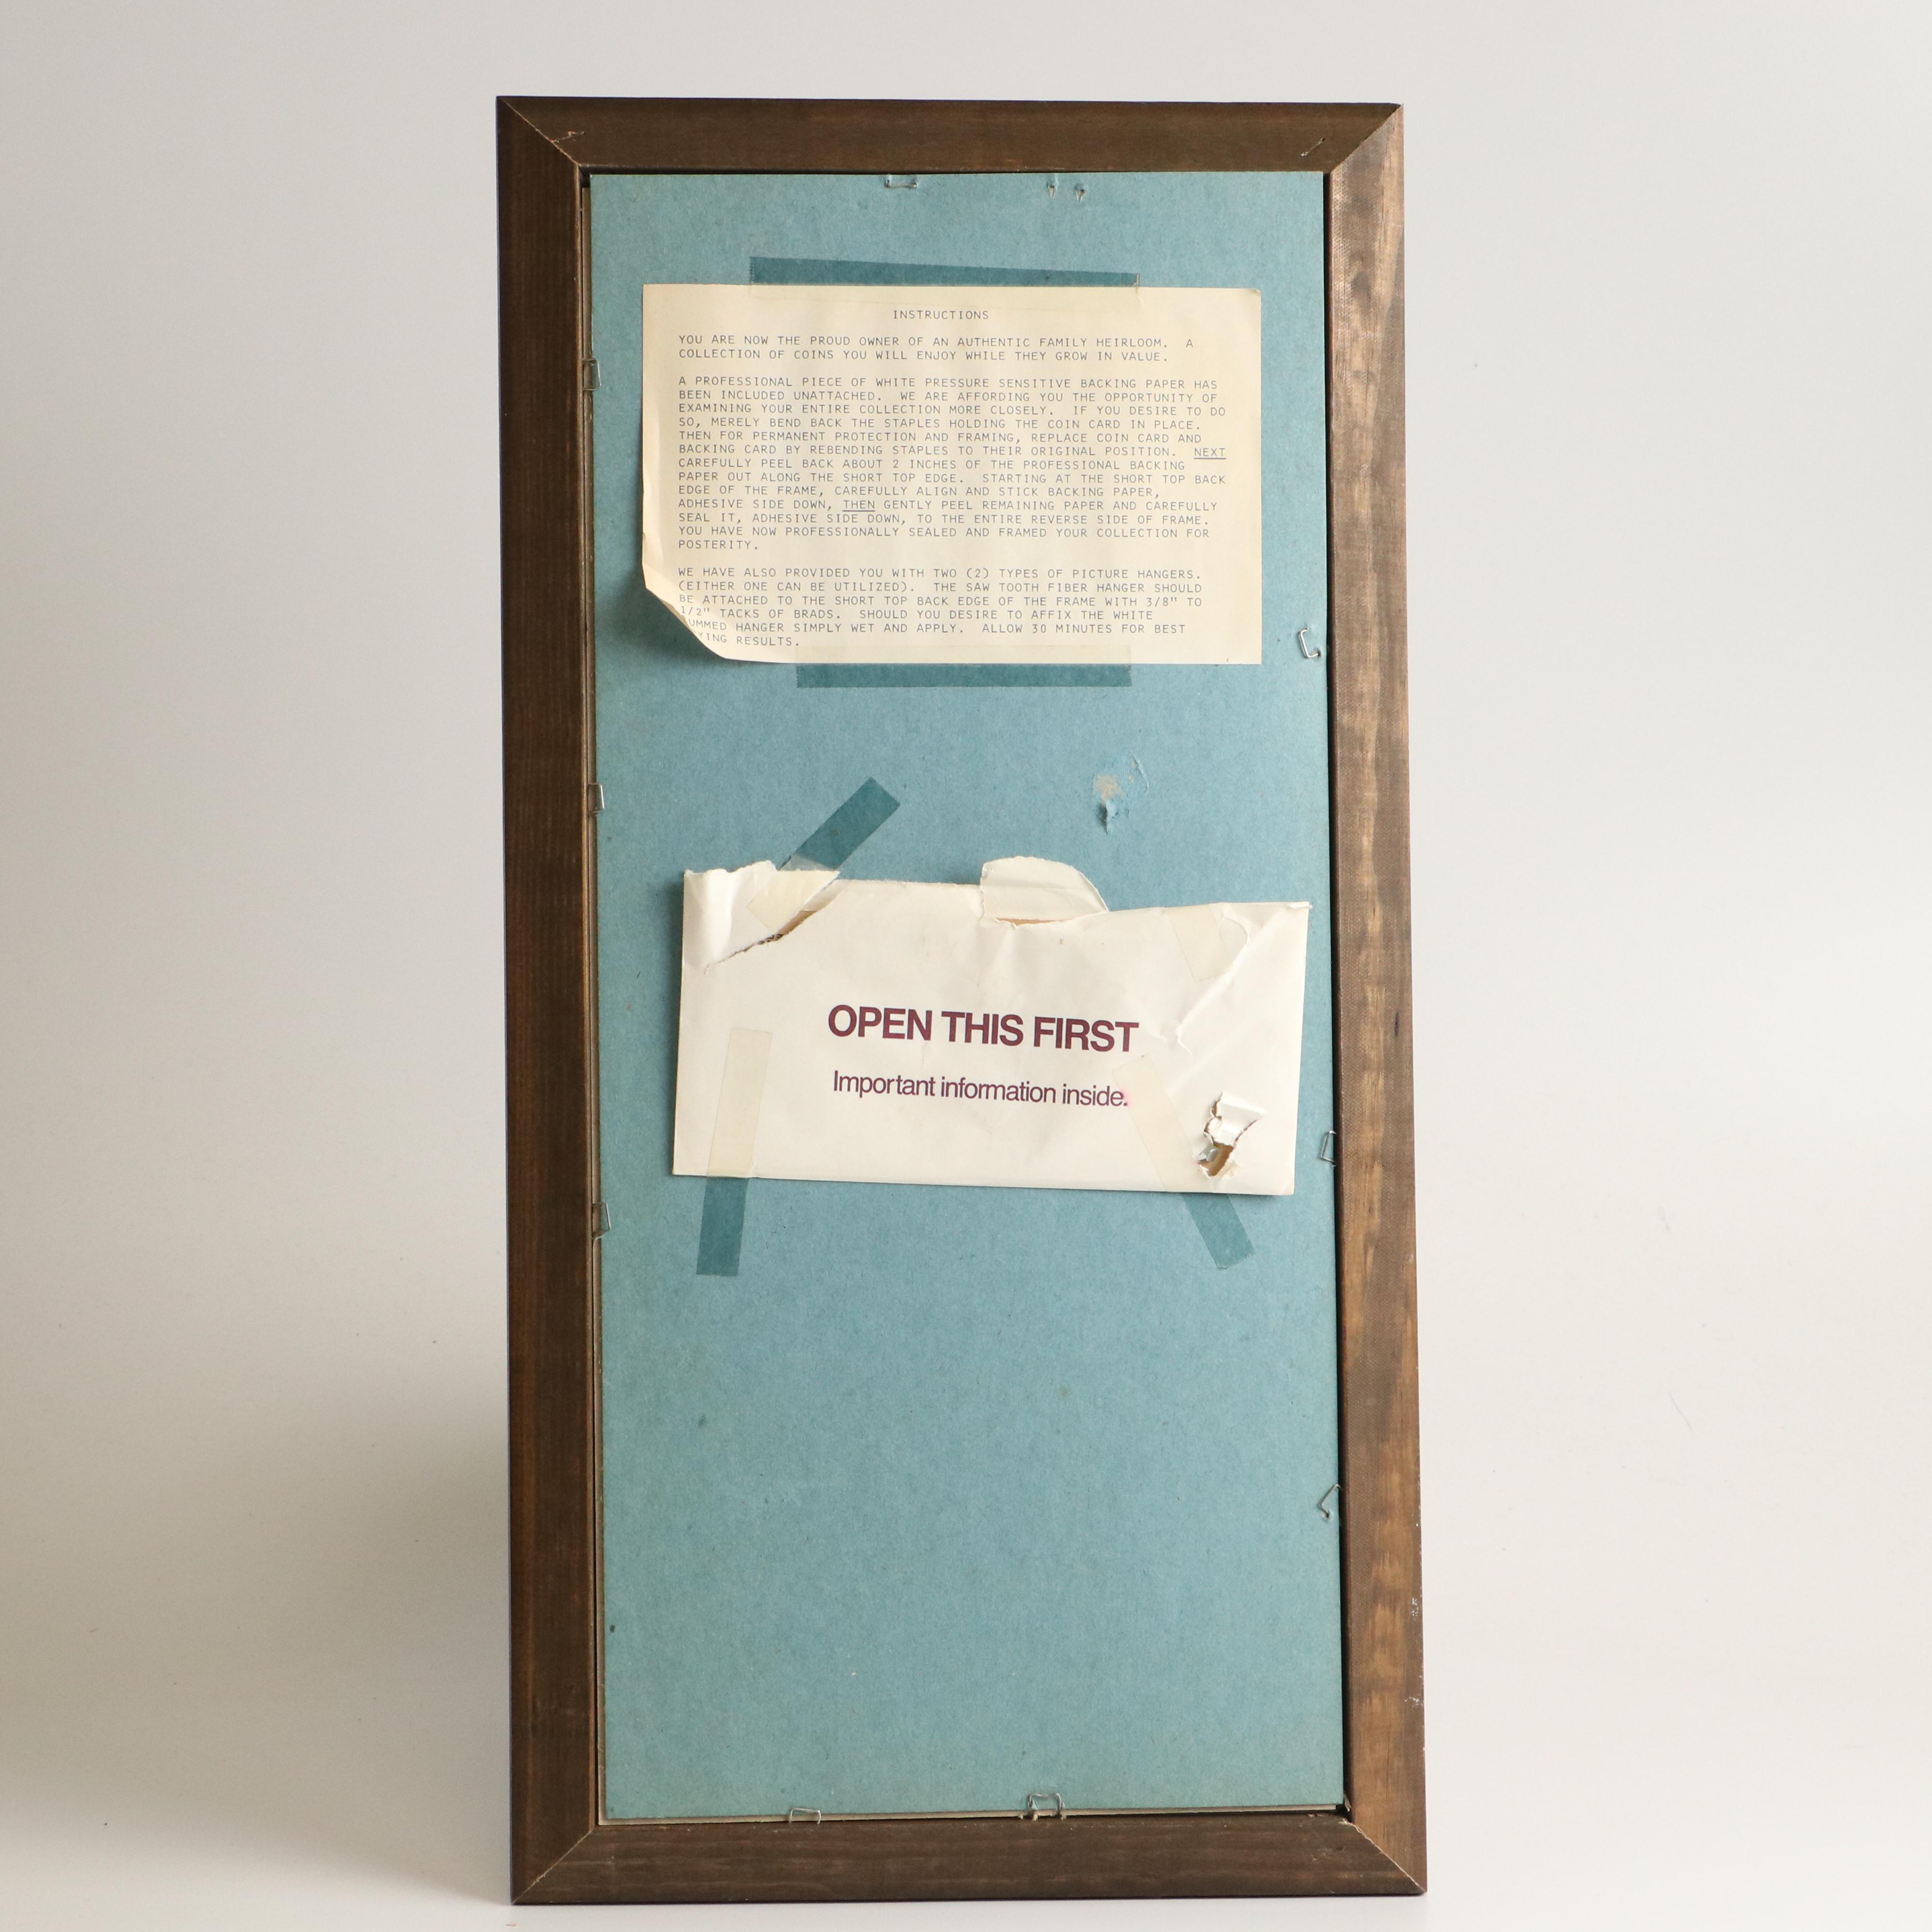 INSTRUCTIONS
YOU ARE NOW THE PROUD OWNER OF AN AUTHENTIC FAMILY HEIRLOOM. A
COLLECTION OF COINS YOU WILL ENJOY WHILE THEY GROW IN VALUE.
A PROFESSIONAL PIECE OF WHITE PRESSURE SENSITIVE BACKING PAPER HAS
BEEN INCLUDED UNATTACHED. WE ARE AFFORDING YOU THE OPPORTUNITY OF
EXAMINING YOUR ENTIRE COLLECTION MORE CLOSELY. IF YOU DESIRE TO DO
SO, MERELY BEND BACK THE STAPLES HOLDING THE COIN CARD IN PLACE.
THEN FOR PERMANENT PROTECTION AND FRAMING, REPLACE COIN CARD AND
BACKING CARD BY REBENDING STAPLES TO THEIR ORIGINAL POSITION. NEXT
CAREFULLY PEEL BACK ABOUT 2 INCHES OF THE PROFESSIONAL BACKING
PAPER OUT ALONG THE SHORT TOP EDGE. STARTING AT THE SHORT TOP BACK
EDGE OF THE FRAME, CAREFULLY ALIGN AND STICK BACKING PAPER,
ADHESIVE SIDE DOWN, THEN GENTLY PEEL REMAINING PAPER AND CAREFULLY
SEAL IT, ADHESIVE SIDE DOWN, TO THE ENTIRE REVERSE SIDE OF FRAME.
YOU HAVE NOW PROFESSIONALLY SEALED AND FRAMED YOUR COLLECTION FOR
POSTERITY.
WE HAVE ALSO PROVIDED YOU WITH TWO (2) TYPES OF PICTURE HANGERS.
(EITHER ONE CAN BE UTILIZED). THE SAW TOOTH FIBER HANGER SHOULD
BE ATTACHED TO THE SHORT TOP BACK EDGE OF THE FRAME WITH 3/8" TO
1/2" TACKS OF BRADS. SHOULD YOU DESIRE TO AFFIX THE WHITE
UMMED HANGER SIMPLY WET AND APPLY. ALLOW 30 MINUTES FOR BEST
RESULTS.
OPEN THIS FIRST
Important information inside.